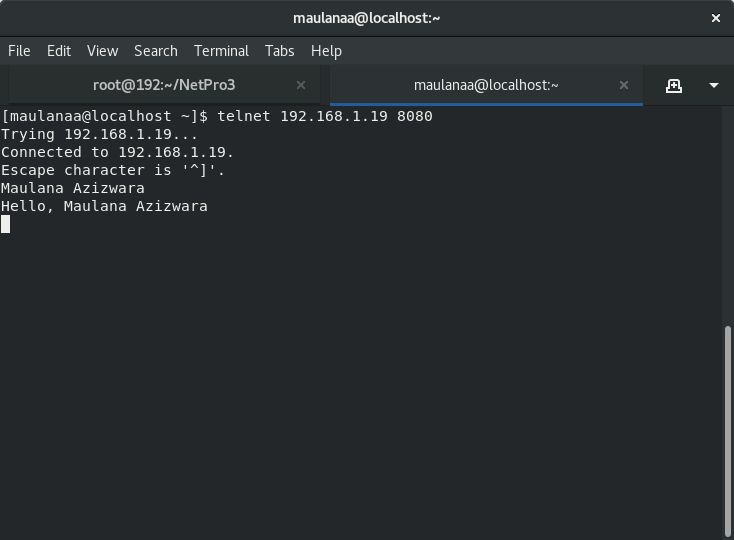 maulanaa@localhost:~
File Edit View Search Terminal Tabs Help
root@192:~/NetPro3 maulanaa@localhost:~
[maulanaa@localhost ~]$ telnet 192.168.1.19 8080
Trying 192.168.1.19...
Connected to 192.168.1.19.
Escape character is '^]'.
Maulana Azizwara
Hello, Maulana Azizwara